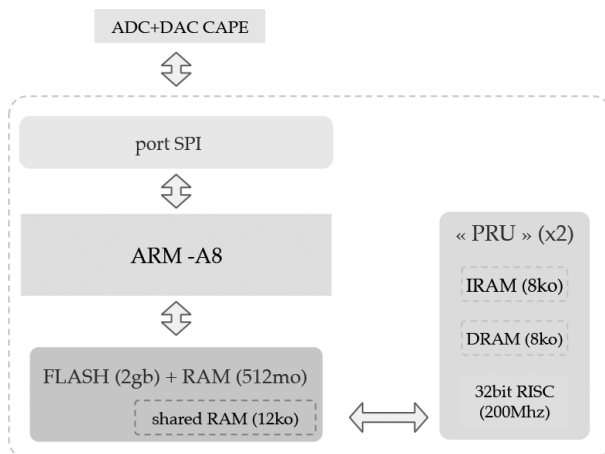 ADC+DAC CAPE
port SPI
ARM -A8
FLASH (2gb) + RAM (512mo)
shared RAM (12ko)
« PRU » (x2)
IRAM (8ko)
DRAM (8ko)
32bit RISC
(200Mhz)